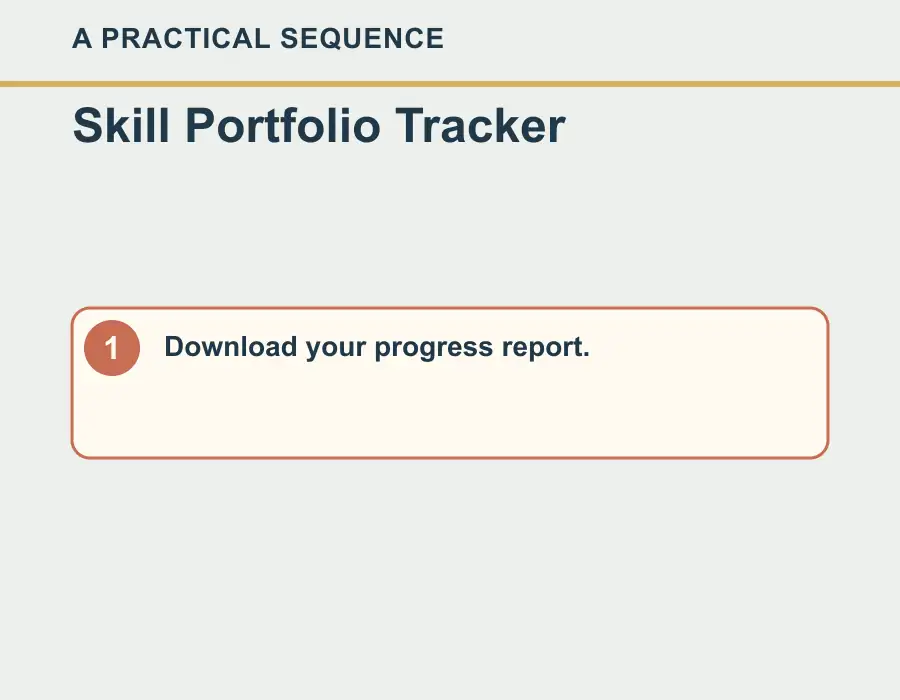 A PRACTICAL SEQUENCE
Skill Portfolio Tracker
1 Download your progress report.